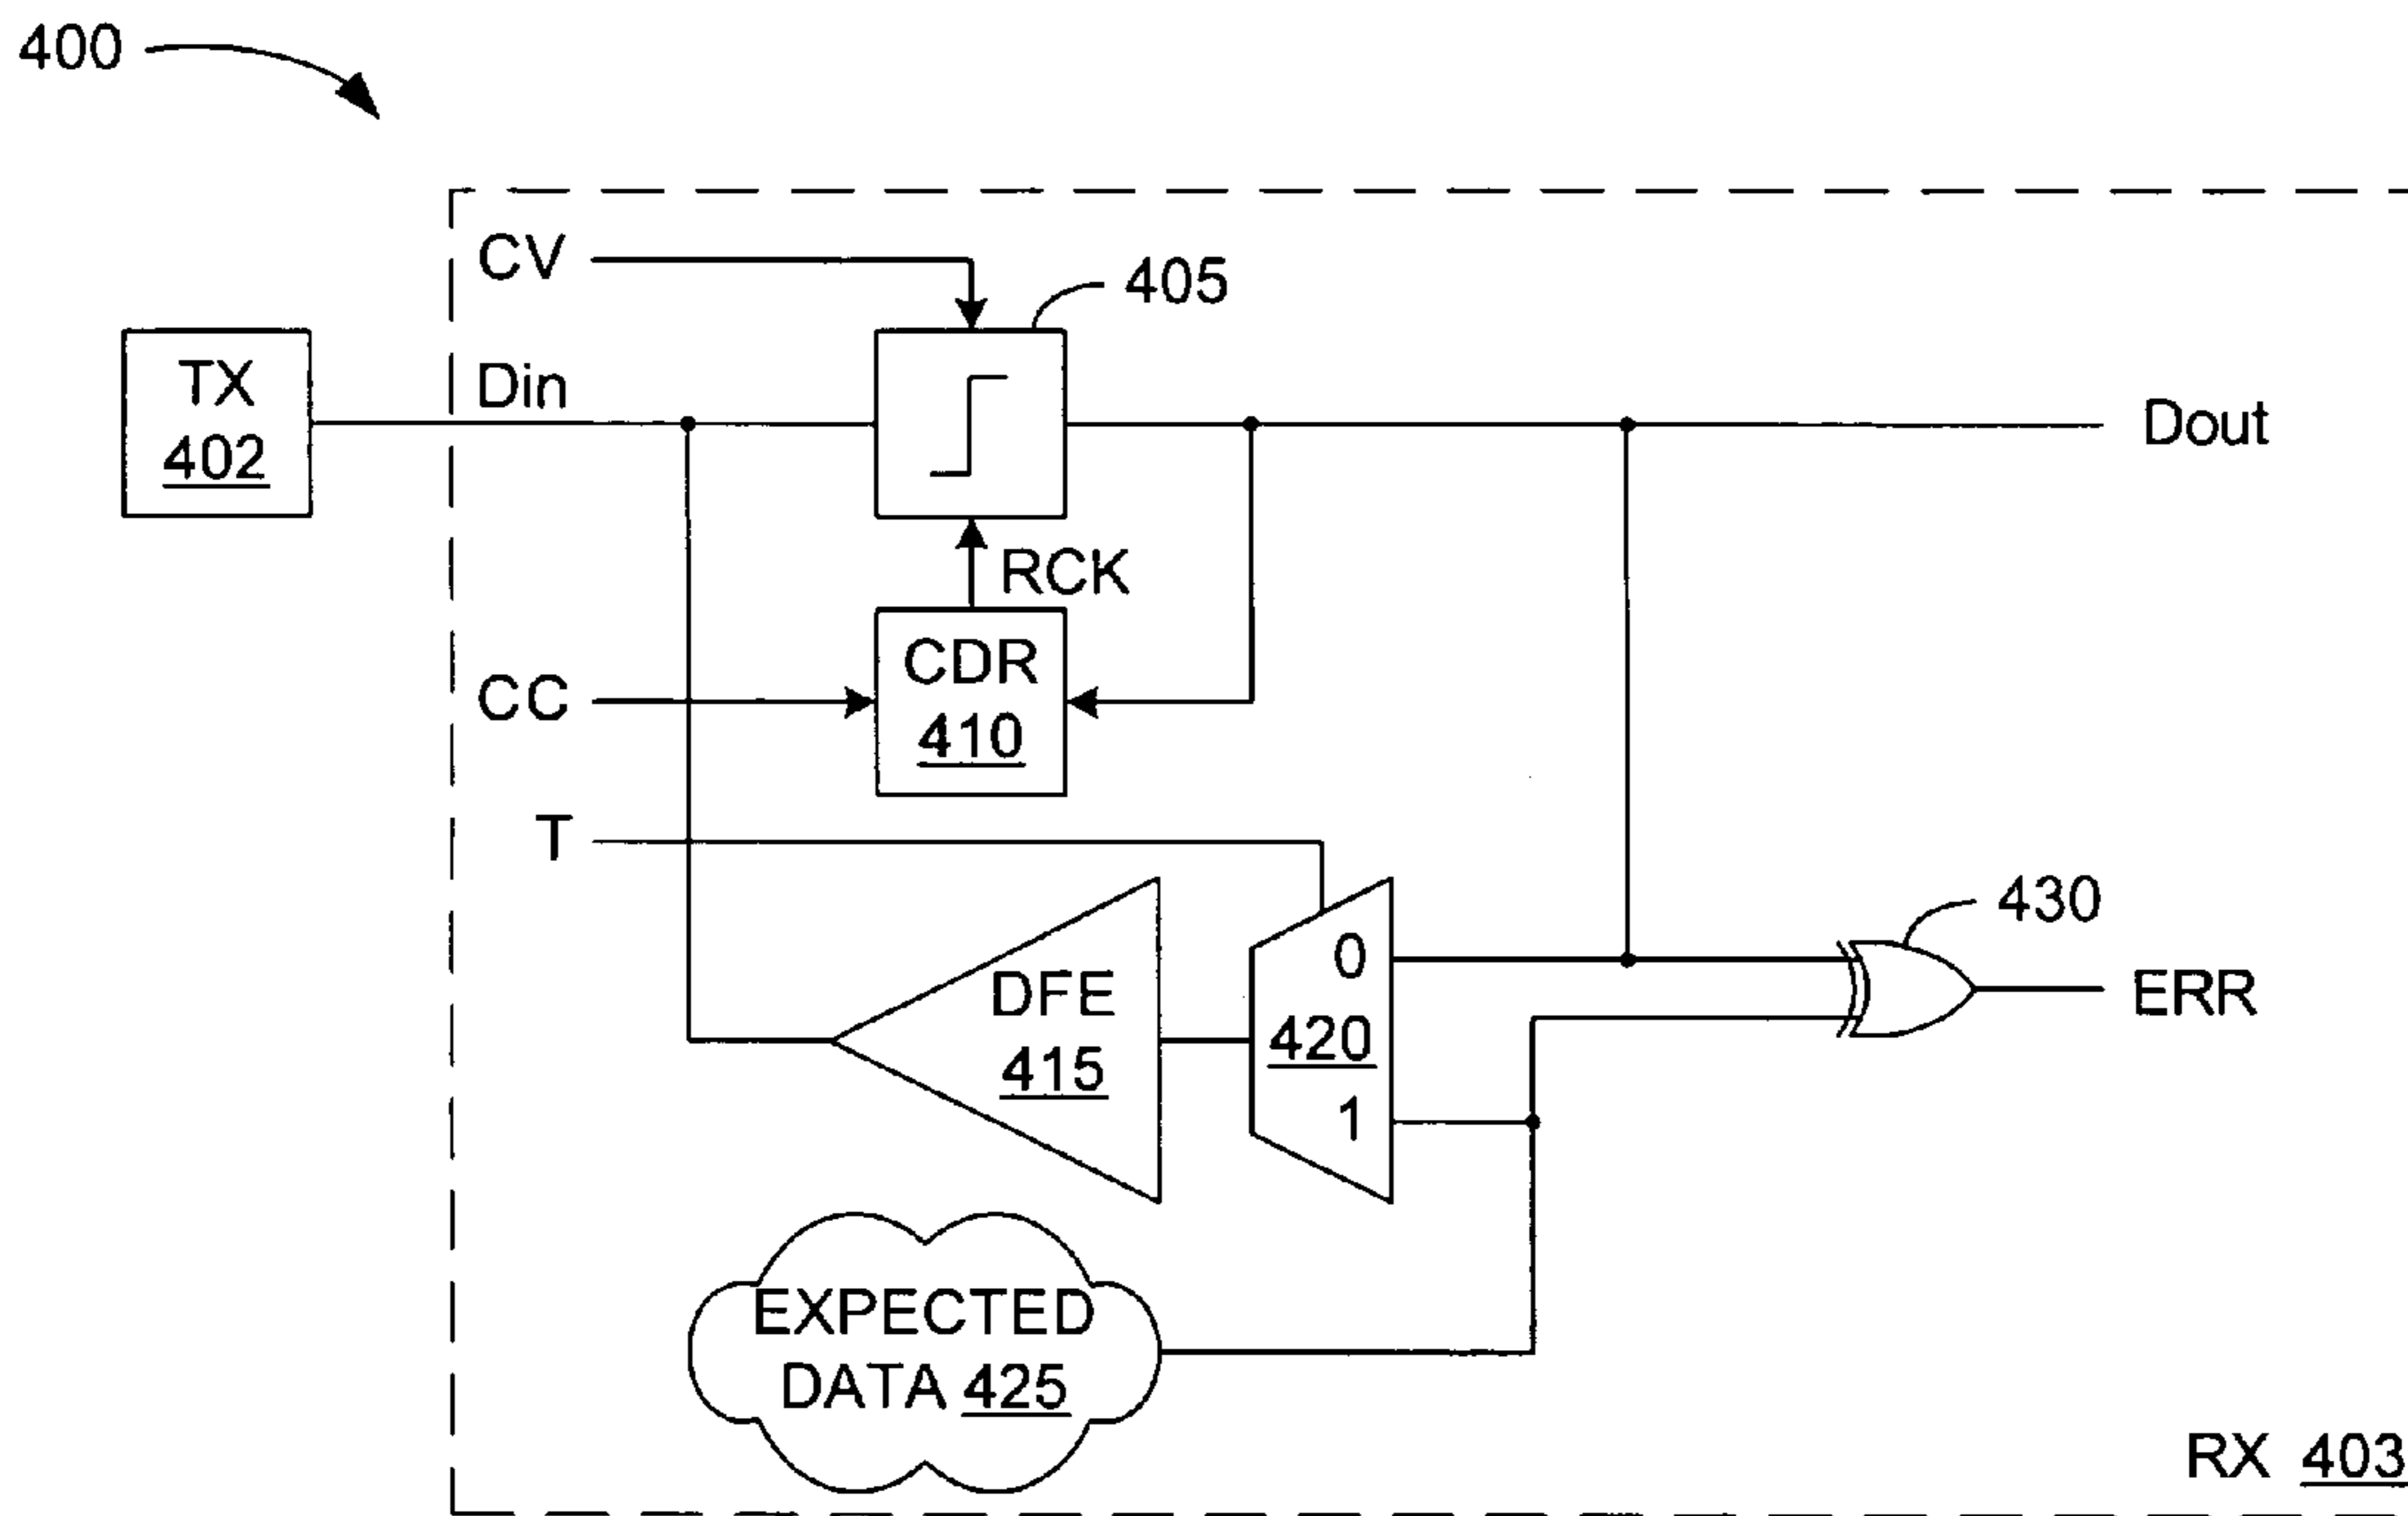 400
CV
405
TX
402
Din
Dout
RCK
CC
CDR
410
T
430
0
DFE
415
420
ERR
1
EXPECTED
DATA 425
RX 403